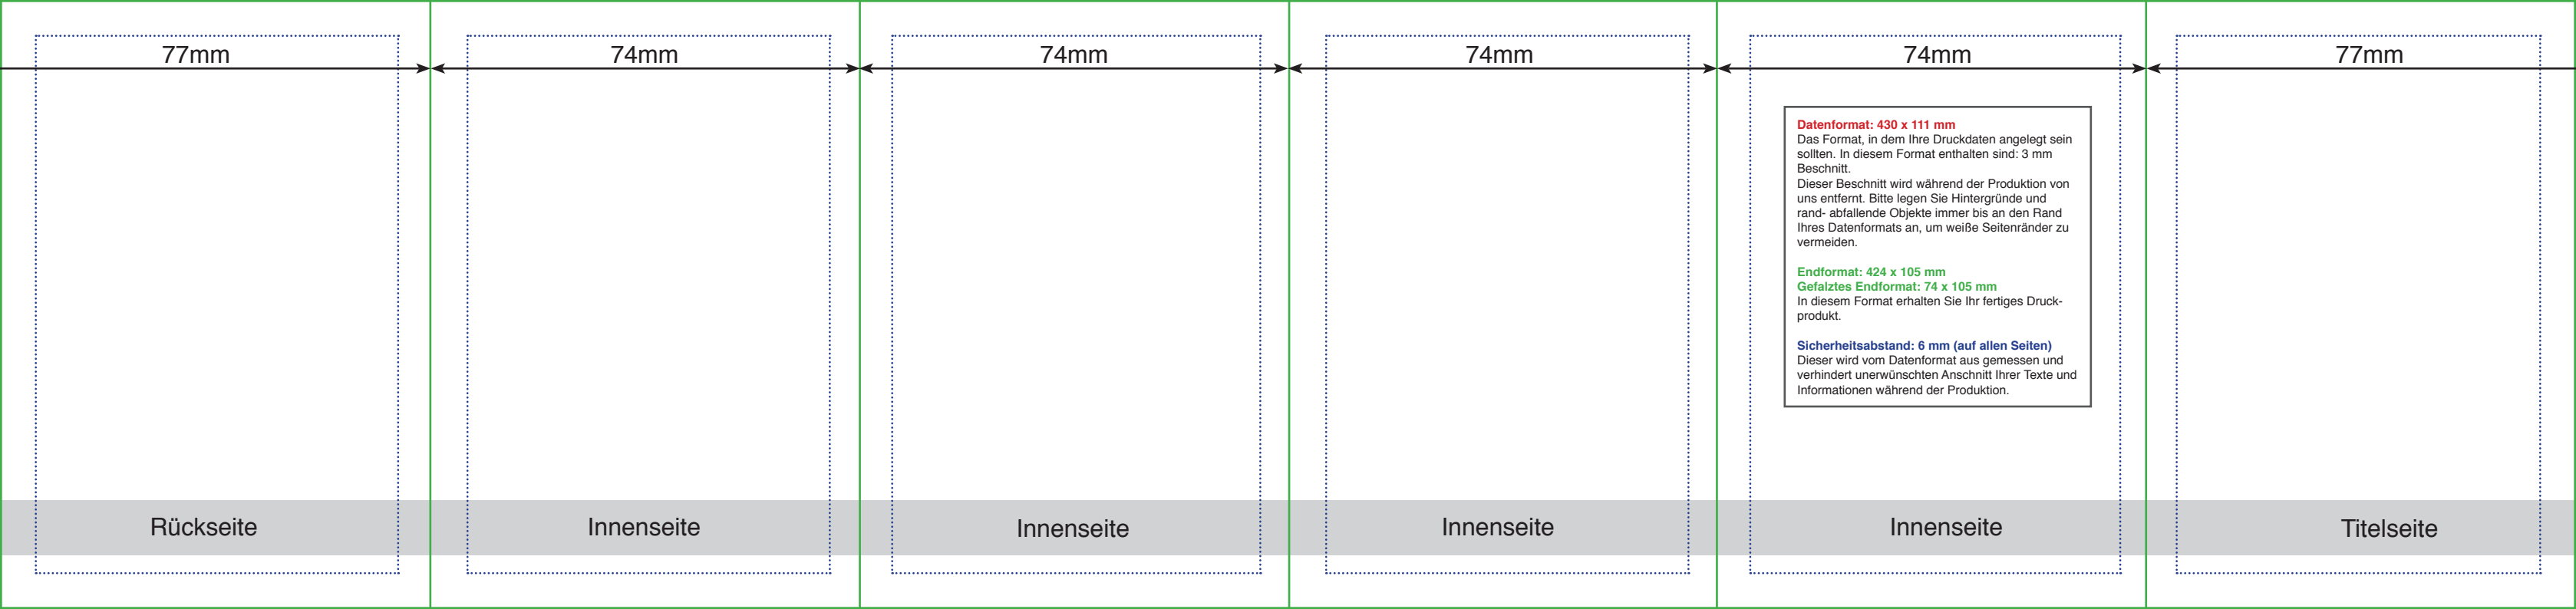 77mm
74mm
74mm
74mm
74mm
77mm
Datenformat: 430 x 111 mm
Das Format, in dem Ihre Druckdaten angelegt sein
sollten. In diesem Format enthalten sind: 3 mm
Beschnitt.
Dieser Beschnitt wird während der Produktion von
uns entfernt. Bitte legen Sie Hintergründe und
rand- abfallende Objekte immer bis an den Rand
Ihres Datenformats an, um weiße Seitenränder zu
vermeiden.
Endformat: 424 x 105 mm
Gefalztes Endformat: 74 x 105 mm
In diesem Format erhalten Sie Ihr fertiges Druck-
produkt.
Sicherheitsabstand: 6 mm (auf allen Seiten)
Dieser wird vom Datenformat aus gemessen und
verhindert unerwünschten Anschnitt Ihrer Texte und
Informationen während der Produktion.
Rückseite
Innenseite
Innenseite
Innenseite
Innenseite
Titelseite